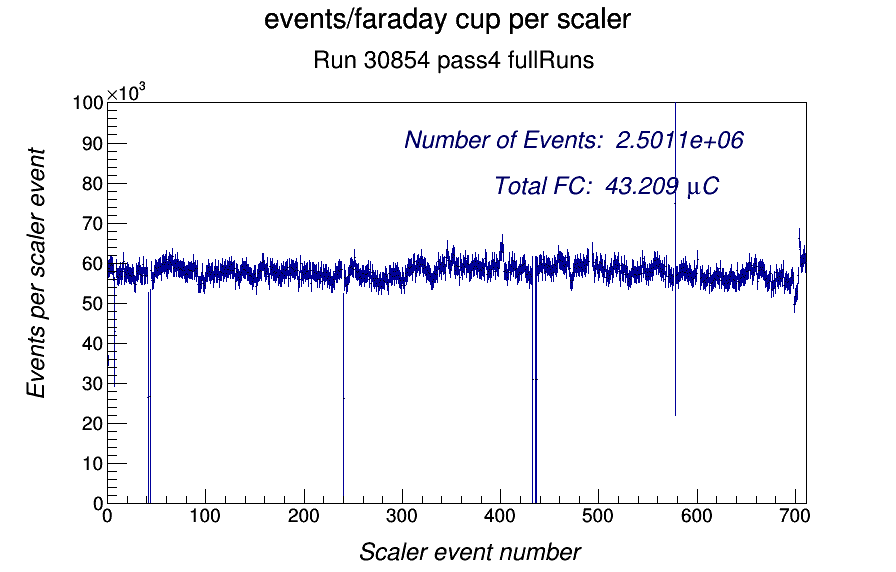 events/faraday cup per scaler
Run 30854 pass4 fullRuns
×10³
100
90
80
70
60
50
40
30
20
10
0
Events per scaler event
Number of Events: 2.5011e+06
Total FC: 43.209 μC
0 100 200 300 400 500 600 700
Scaler event number